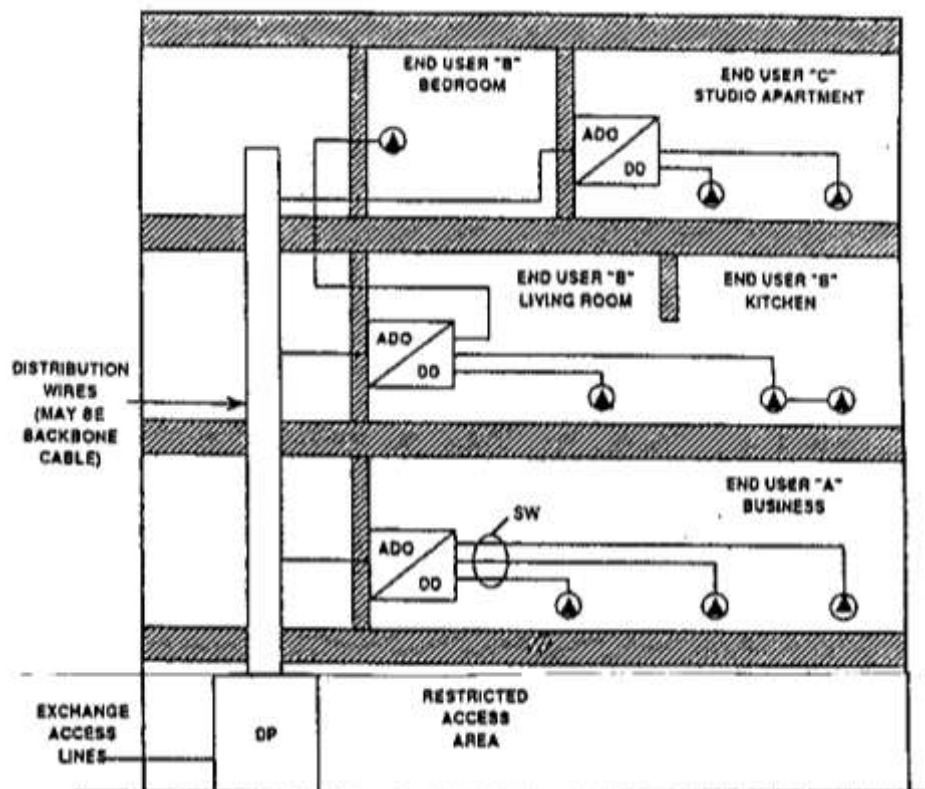 END USER "B"
BEDROOM
END USER "C"
STUDIO APARTMENT
ADO
DO
END USER "B"
LIVING ROOM
END USER "B"
KITCHEN
ADO
DO
DISTRIBUTION
WIRES
(MAY BE
BACKBONE
CABLE)
END USER "A"
BUSINESS
SW
ADO
DO
EXCHANGE
ACCESS
LINES
DP
RESTRICTED
ACCESS
AREA